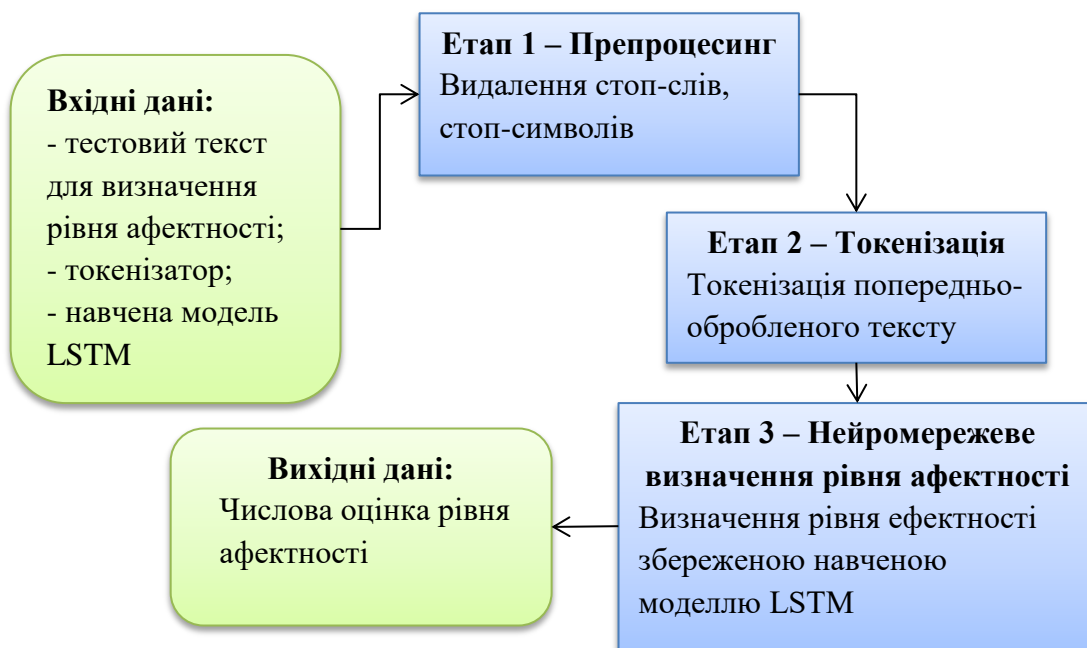 Вхідні дані:
- тестовий текст
для визначення
рівня афектності;
- токенізатор;
- навчена модель
LSTM
Етап 1 – Препроцесинг
Видалення стоп-слів,
стоп-символів
Етап 2 – Токенізація
Токенізація попередньо-
обробленого тексту
Етап 3 – Нейромережеве
визначення рівня афектності
Визначення рівня ефектності
збереженою навченою
моделлю LSTM
Вихідні дані:
Числова оцінка рівня
афектності